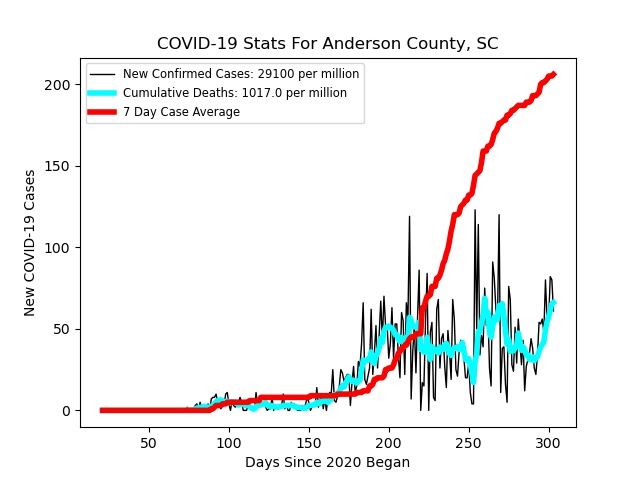 COVID-19 Stats For Anderson County, SC
New Confirmed Cases: 29100 per million
Cumulative Deaths: 1017.0 per million
7 Day Case Average
New COVID-19 Cases
200
150
100
50
0
50 100 150 200 250 300
Days Since 2020 Began